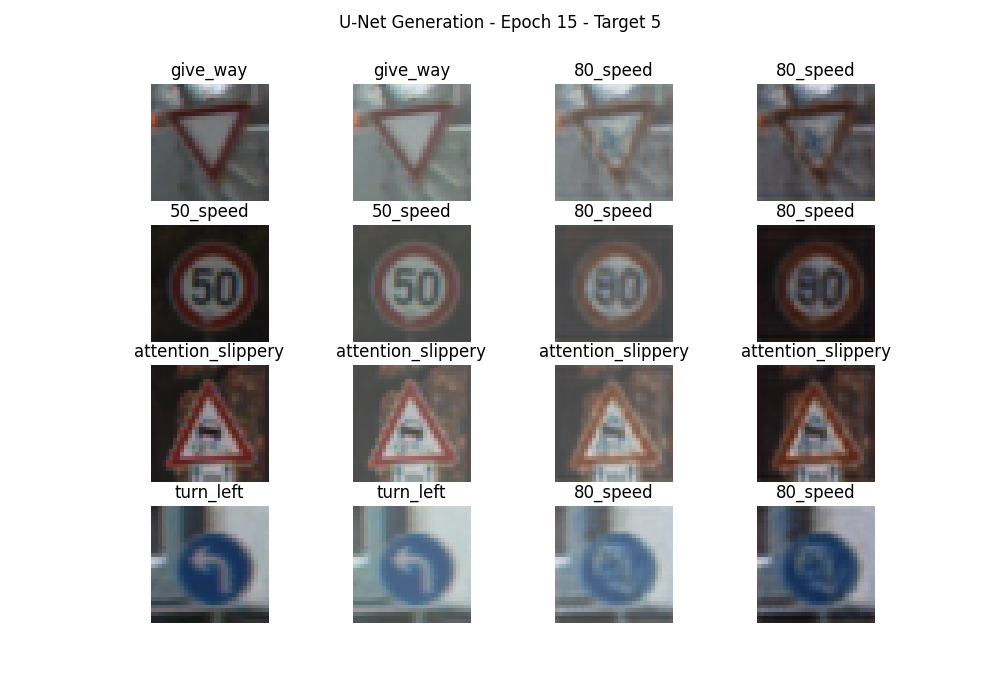 U-Net Generation - Epoch 15 - Target 5
give_way give_way 80_speed 80_speed
50_speed 50_speed 80_speed 80_speed
50 50 80 80
attention_slippery attention_slippery attention_slippery attention_slippery
turn_left turn_left 80_speed 80_speed